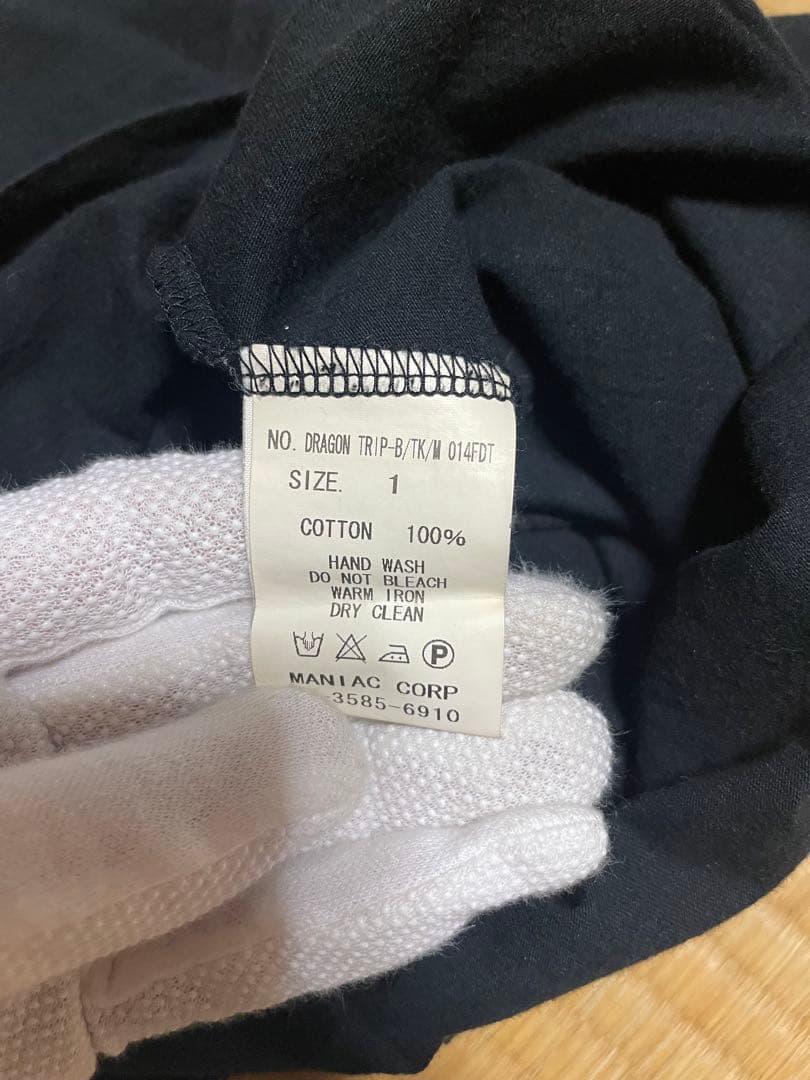 NO. DRAGON TRIP-B/TK/M 014FDT
SIZE. 1
COTTON 100%
HAND WASH
DO NOT BLEACH
WARM IRON
DRY CLEAN
P
MANIAC CORP
3585-6910